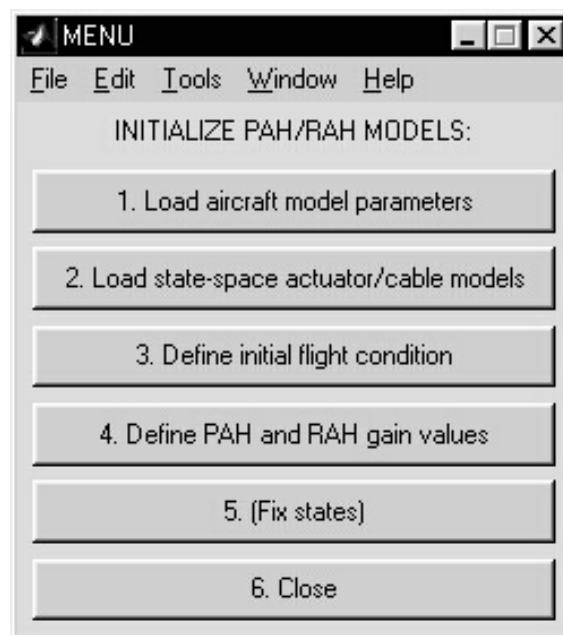 MENU
File Edit Tools Window Help
INITIALIZE PAH/RAH MODELS:
1. Load aircraft model parameters
2. Load state-space actuator/cable models
3. Define initial flight condition
4. Define PAH and RAH gain values
5. (Fix states)
6. Close